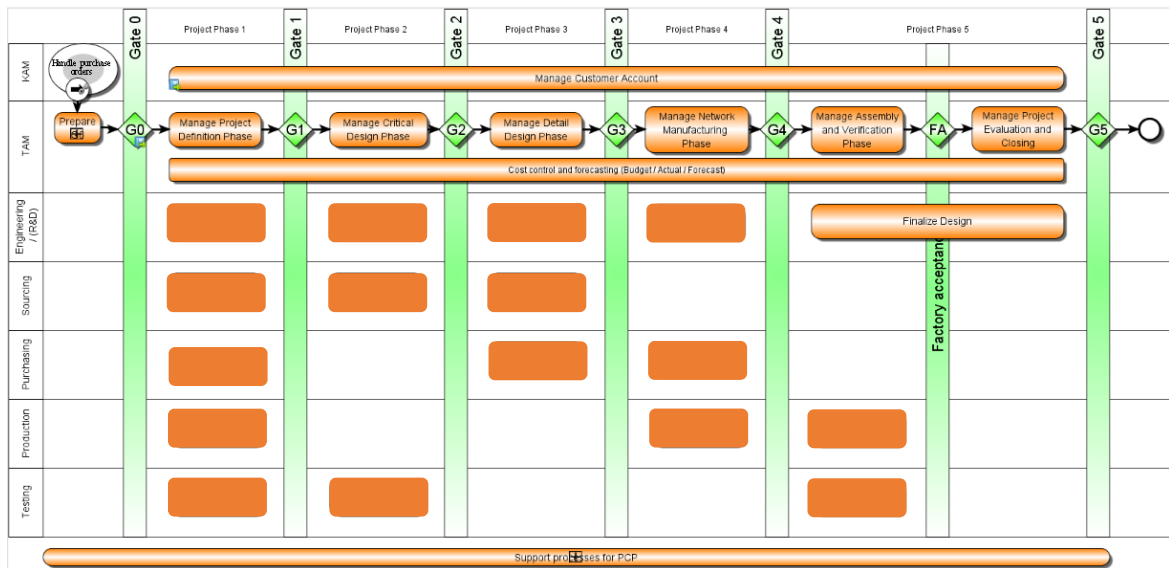 Gate 0
Project Phase 1
Gate 1
Project Phase 2
Gate 2
Project Phase 3
Gate 3
Project Phase 4
Gate 4
Project Phase 5
Gate 5
KAM
Handle purchase
orders
Manage Customer Account
TAM
Prepare
G0
Manage Project
Definition Phase
G1
Manage Critical
Design Phase
G2
Manage Detail
Design Phase
G3
Manage Network
Manufacturing
Phase
G4
Manage Assembly
and Verification
Phase
FA
Manage Project
Evaluation and
Closing
G5
Cost control and forecasting (Budget / Actual / Forecast)
Engineering
/ (R&D)
Finalize Design
Factory acceptance
Sourcing
Purchasing
Production
Testing
Support processes for PCP